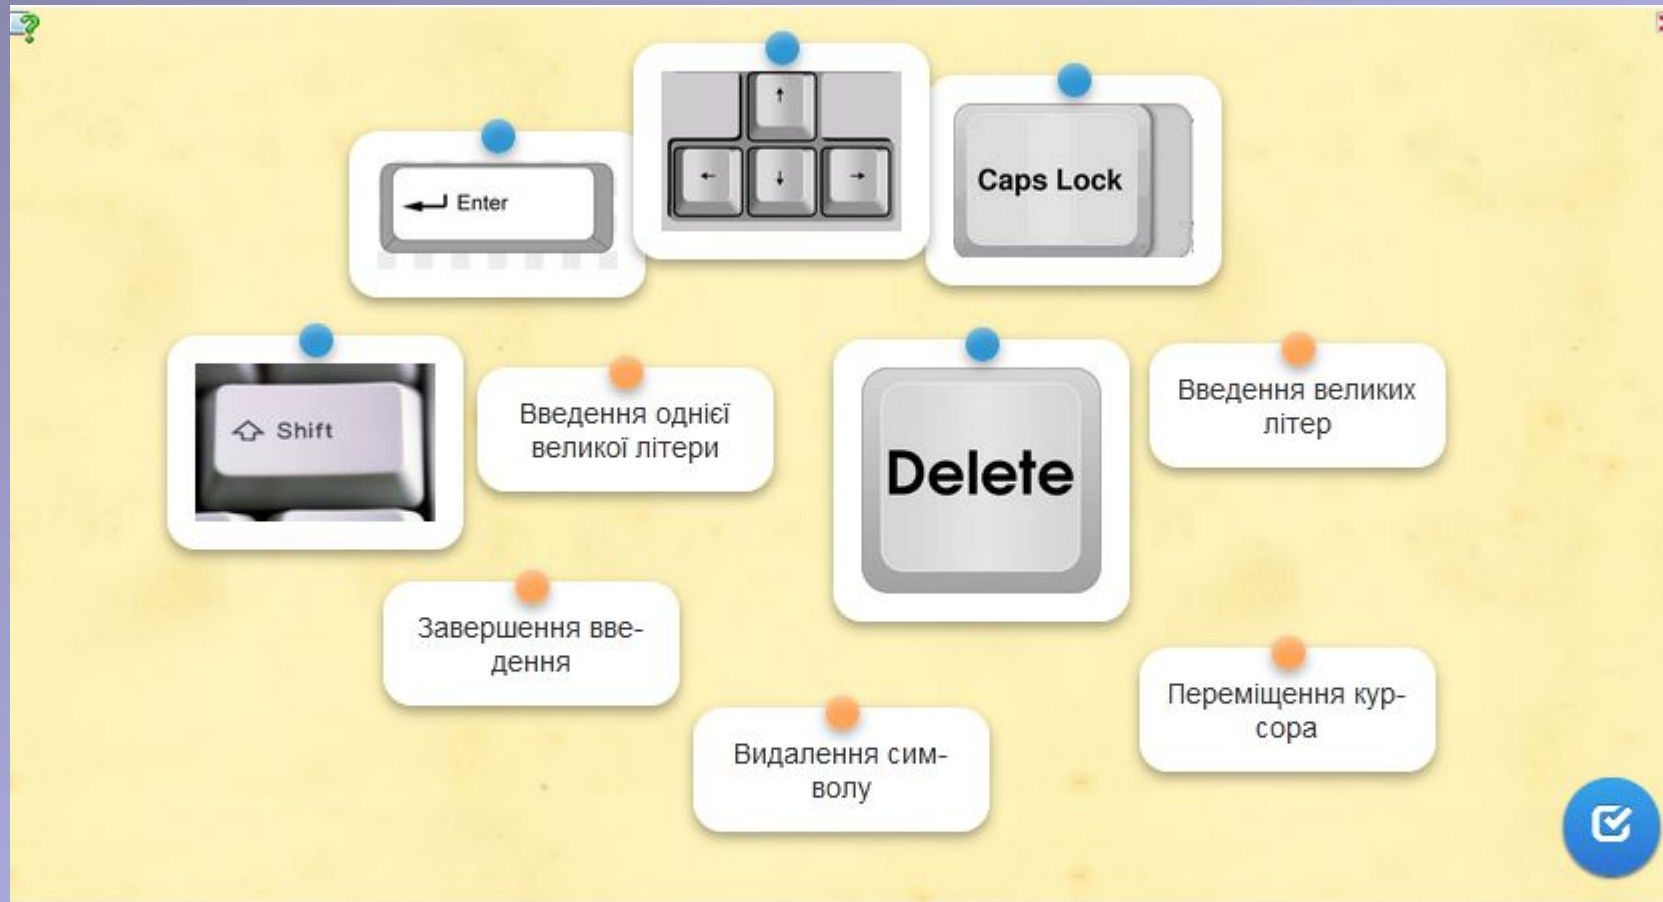 Enter
Caps Lock
Shift
Введення однієї
великої літери
Delete
Введення великих
літер
Завершення вве-
дення
Видалення сим-
волу
Переміщення кур-
сора